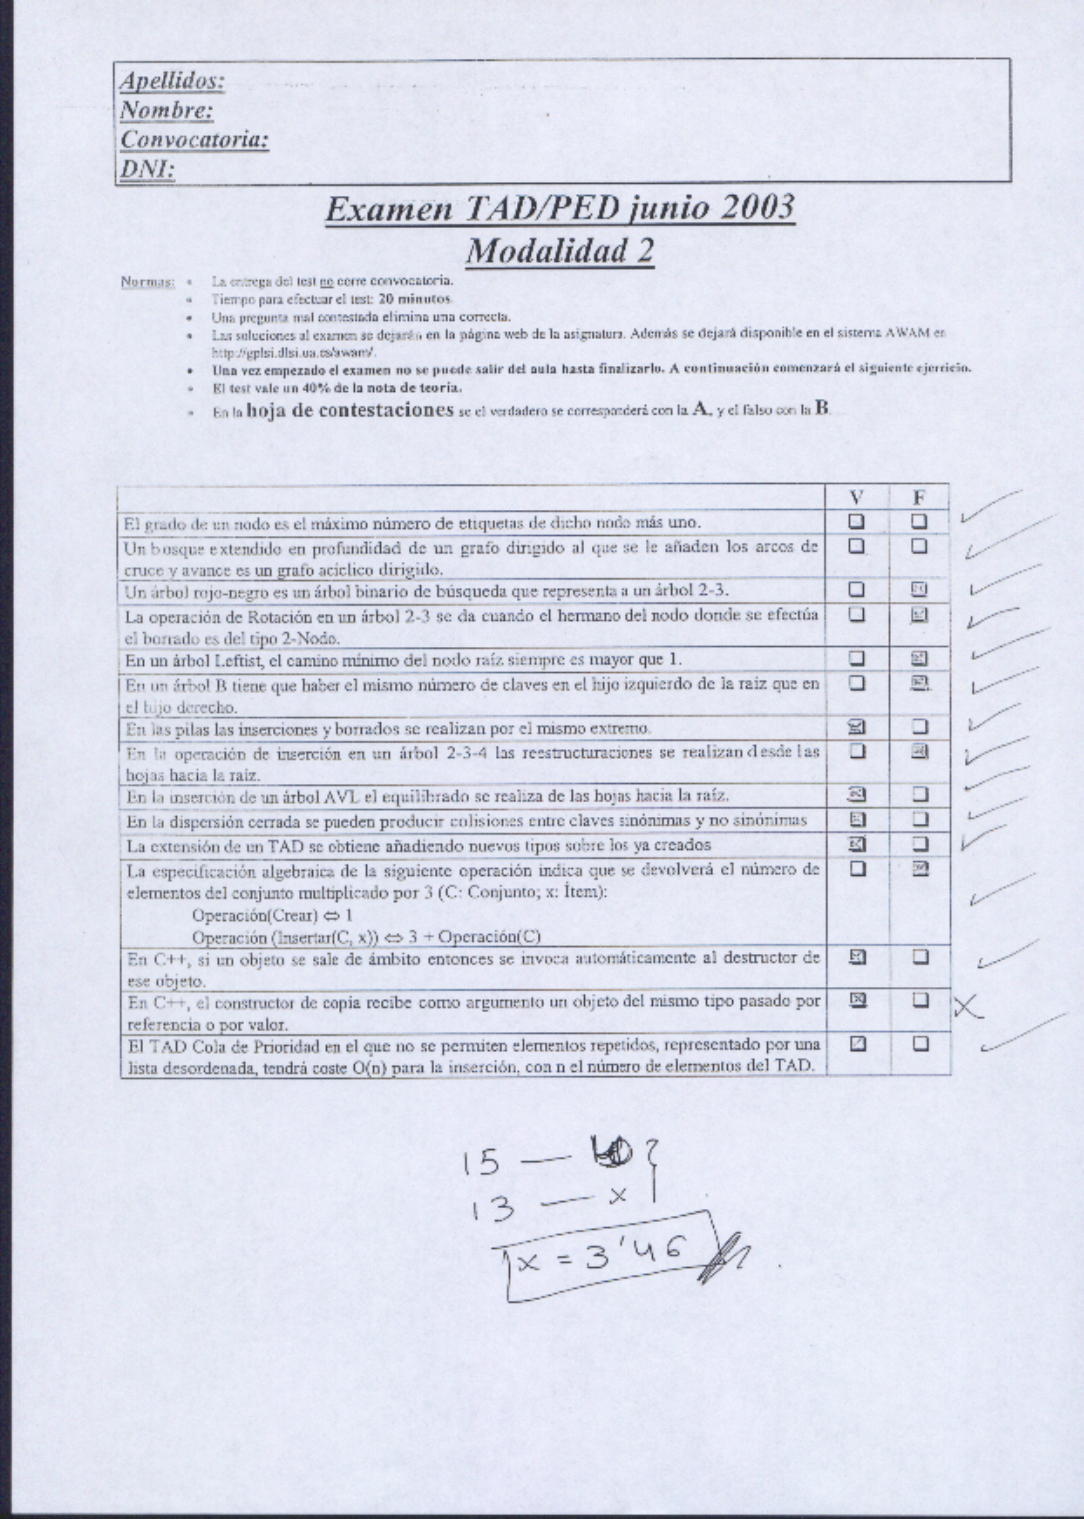 Apellidos:
Nombre:
Convocatoria:
DNI:
Examen TAD/PED junio 2003
Modalidad 2
Normas: • La entrega del test no corre convocatoria.
• Tiempo para efectuar el test: 20 minutos.
• Una pregunta mal contestada elimina una correcta.
• Las soluciones al examen se dejarán en la página web de la asignatura. Además se dejará disponible en el sistema AWAM en
http://gplsi.dlsi.ua.es/awam/.
• Una vez empezado el examen no se puede salir del aula hasta finalizarlo. A continuación comenzará el siguiente ejercicio.
• El test vale un 40% de la nota de teoría.
• En la hoja de contestaciones se el verdadero se corresponderá con la A, y el falso con la B.
V F
El grado de un nodo es el máximo número de etiquetas de dicho nodo más uno.
Un bosque extendido en profundidad de un grafo dirigido al que se le añaden los arcos de
cruce y avance es un grafo acíclico dirigido.
Un árbol rojo-negro es un árbol binario de búsqueda que representa a un árbol 2-3.
La operación de Rotación en un árbol 2-3 se da cuando el hermano del nodo donde se efectúa
el borrado es del tipo 2-Nodo.
En un árbol Leftist, el camino mínimo del nodo raíz siempre es mayor que 1.
En un árbol B tiene que haber el mismo número de claves en el hijo izquierdo de la raíz que en
el hijo derecho.
En las pilas las inserciones y borrados se realizan por el mismo extremo.
En la operación de inserción en un árbol 2-3-4 las reestructuraciones se realizan desde las
hojas hacia la raíz.
En la inserción de un árbol AVL el equilibrado se realiza de las hojas hacia la raíz.
En la dispersión cerrada se pueden producir colisiones entre claves sinónimas y no sinónimas
La extensión de un TAD se obtiene añadiendo nuevos tipos sobre los ya creados
La especificación algebraica de la siguiente operación indica que se devolverá el número de
elementos del conjunto multiplicado por 3 (C: Conjunto; x: Ítem):
Operación(Crear) ⇔ 1
Operación (Insertar(C, x)) ⇔ 3 + Operación(C)
En C++, si un objeto se sale de ámbito entonces se invoca automáticamente al destructor de
ese objeto.
En C++, el constructor de copia recibe como argumento un objeto del mismo tipo pasado por
referencia o por valor.
El TAD Cola de Prioridad en el que no se permiten elementos repetidos, representado por una
lista desordenada, tendrá coste O(n) para la inserción, con n el número de elementos del TAD.
15 —
13 — x
x = 3'46